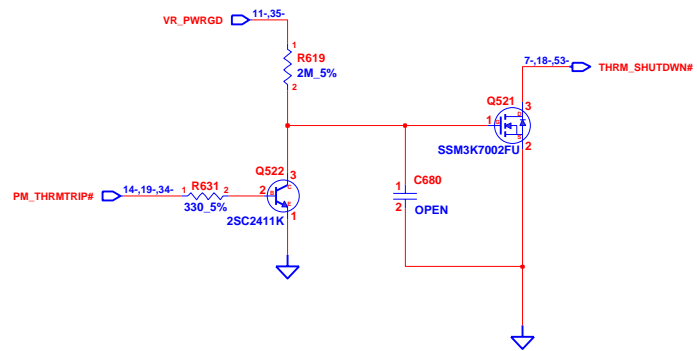 VR_PWRGD
11-,35-
1
R619
2M_5%
2
7-,18-,53-
THRM_SHUTDWN#
Q521
3
D
1
G
S
2
SSM3K7002FU
Q522
3
C
14-,19-,34-
R631
PM_THRMTRIP#
1
2
330_5%
2
B
E
1
2SC2411K
C680
1
2
OPEN